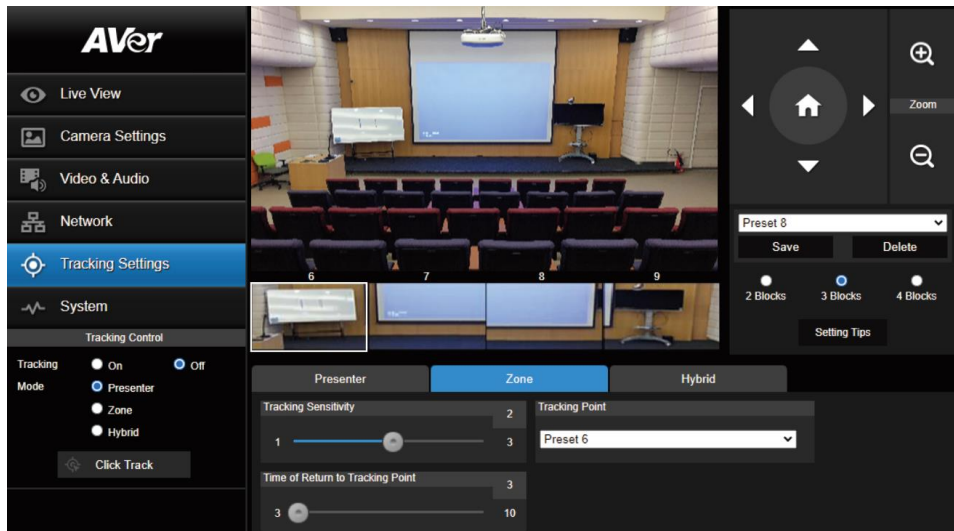 AVer
Live View
Camera Settings
Video & Audio
Network
Tracking Settings
System
Tracking Control
Tracking On Off
Mode Presenter
Zone
Hybrid
Click Track
6 7 8 9
Zoom
Preset 8
Save Delete
2 Blocks 3 Blocks 4 Blocks
Setting Tips
Presenter Zone Hybrid
Tracking Sensitivity 2
1 3
Tracking Point
Preset 6
Time of Return to Tracking Point 3
3 10